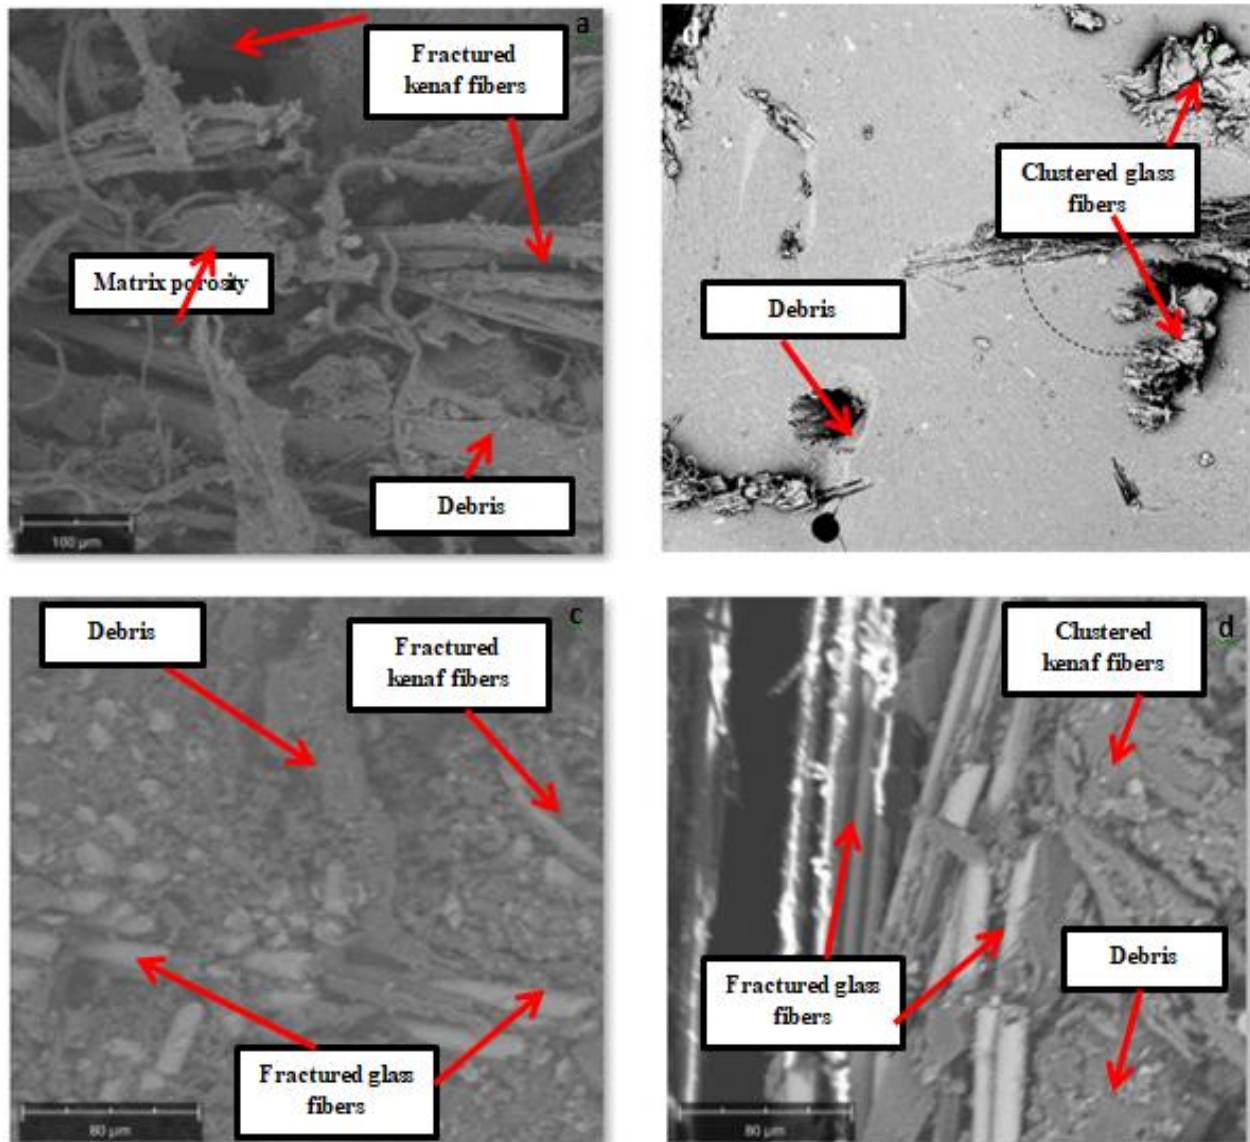 a
Fractured
kenaf fibers
Matrix porosity
Debris
100 µm
d
b
Clustered glass
fibers
Debris
c
Debris
Fractured
kenaf fibers
Fractured glass
fibers
80 µm
d
Clustered
kenaf fibers
Fractured glass
fibers
Debris
80 µm